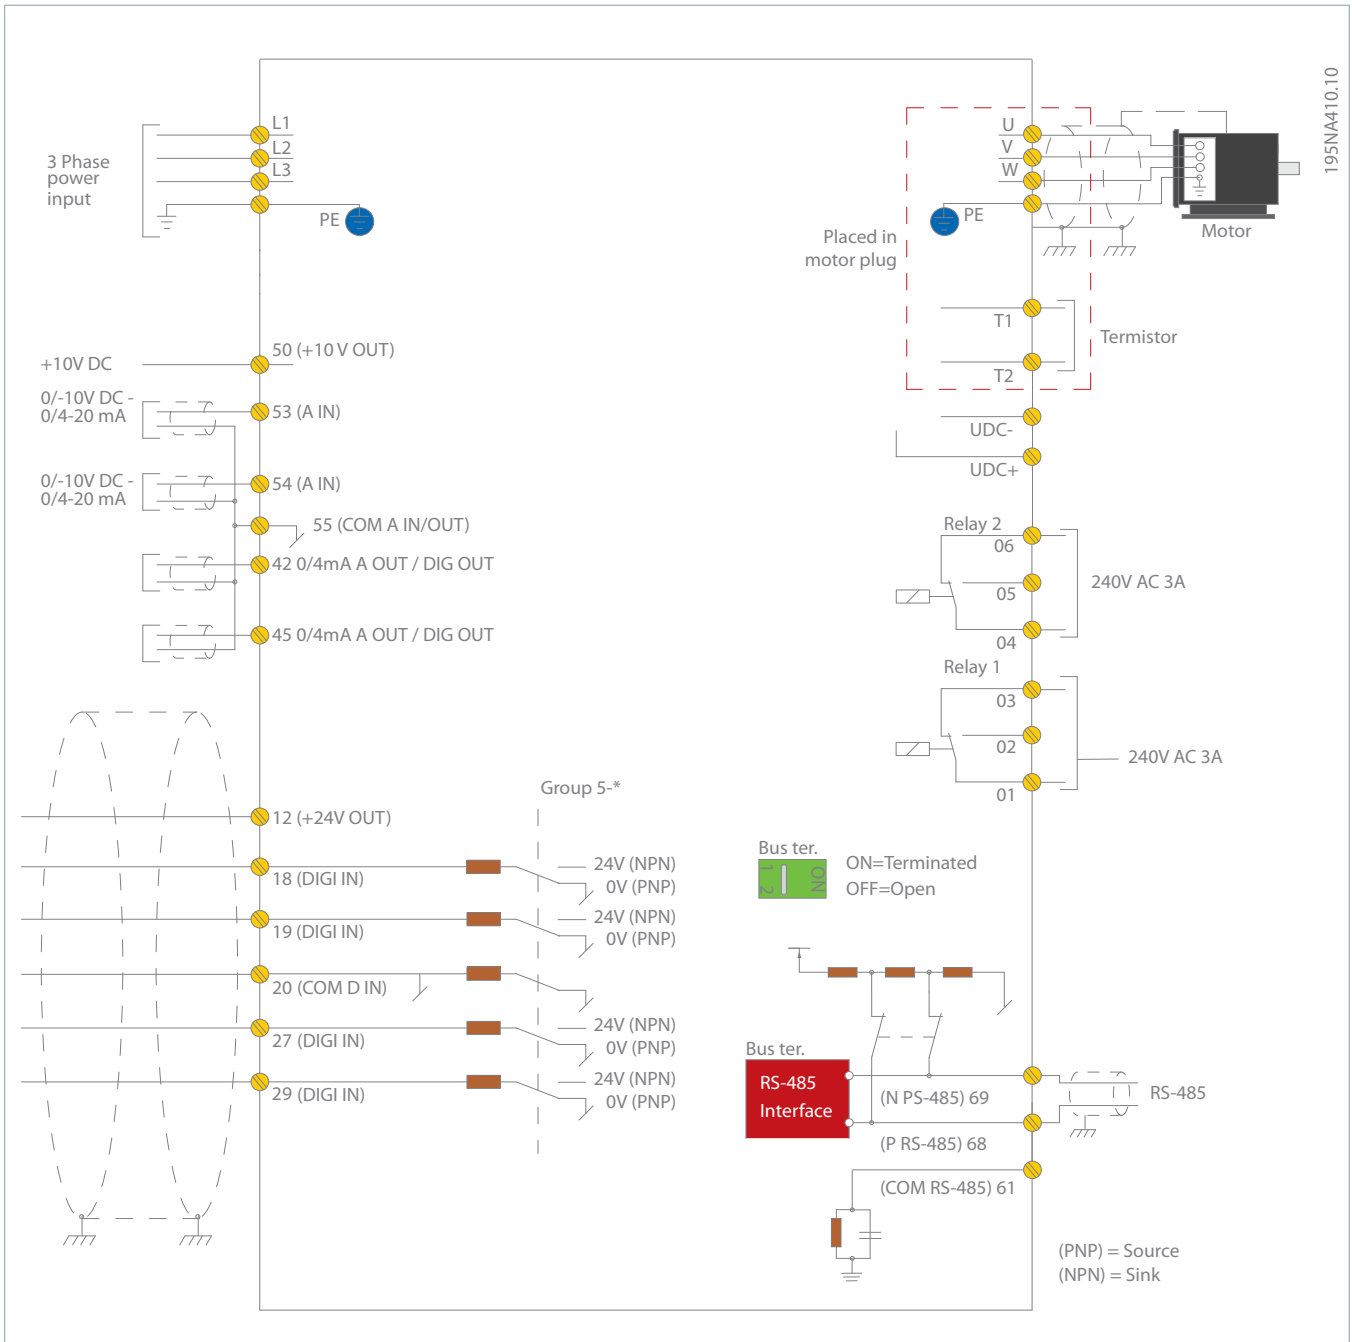 195NA410.10
3 Phase
power
input
L1
L2
L3
PE
U
V
W
PE
Placed in
motor plug
Motor
T1
T2
Termistor
+10V DC
50 (+10 V OUT)
0/-10V DC -
0/4-20 mA
53 (A IN)
0/-10V DC -
0/4-20 mA
54 (A IN)
55 (COM A IN/OUT)
42 0/4mA A OUT / DIG OUT
45 0/4mA A OUT / DIG OUT
UDC-
UDC+
Relay 2
06
05
04
240V AC 3A
Relay 1
03
02
01
240V AC 3A
Group 5-*
12 (+24V OUT)
18 (DIGI IN)
24V (NPN)
0V (PNP)
19 (DIGI IN)
24V (NPN)
0V (PNP)
20 (COM D IN)
27 (DIGI IN)
24V (NPN)
0V (PNP)
29 (DIGI IN)
24V (NPN)
0V (PNP)
Bus ter.
1 2
ON
ON=Terminated
OFF=Open
Bus ter.
RS-485
Interface
(N PS-485) 69
(P RS-485) 68
(COM RS-485) 61
RS-485
(PNP) = Source
(NPN) = Sink